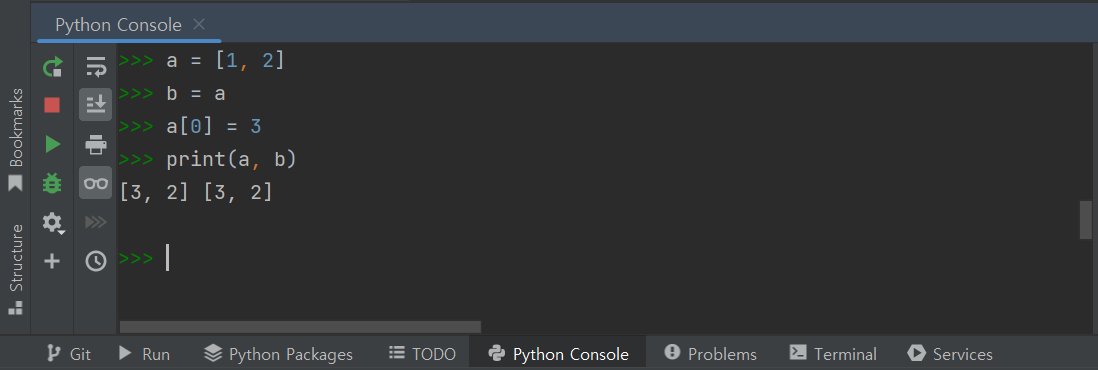 Python Console
>>> a = [1, 2]
>>> b = a
>>> a[0] = 3
>>> print(a, b)
[3, 2] [3, 2]
>>>
Bookmarks
Structure
Git Run Python Packages TODO Python Console Problems Terminal Services